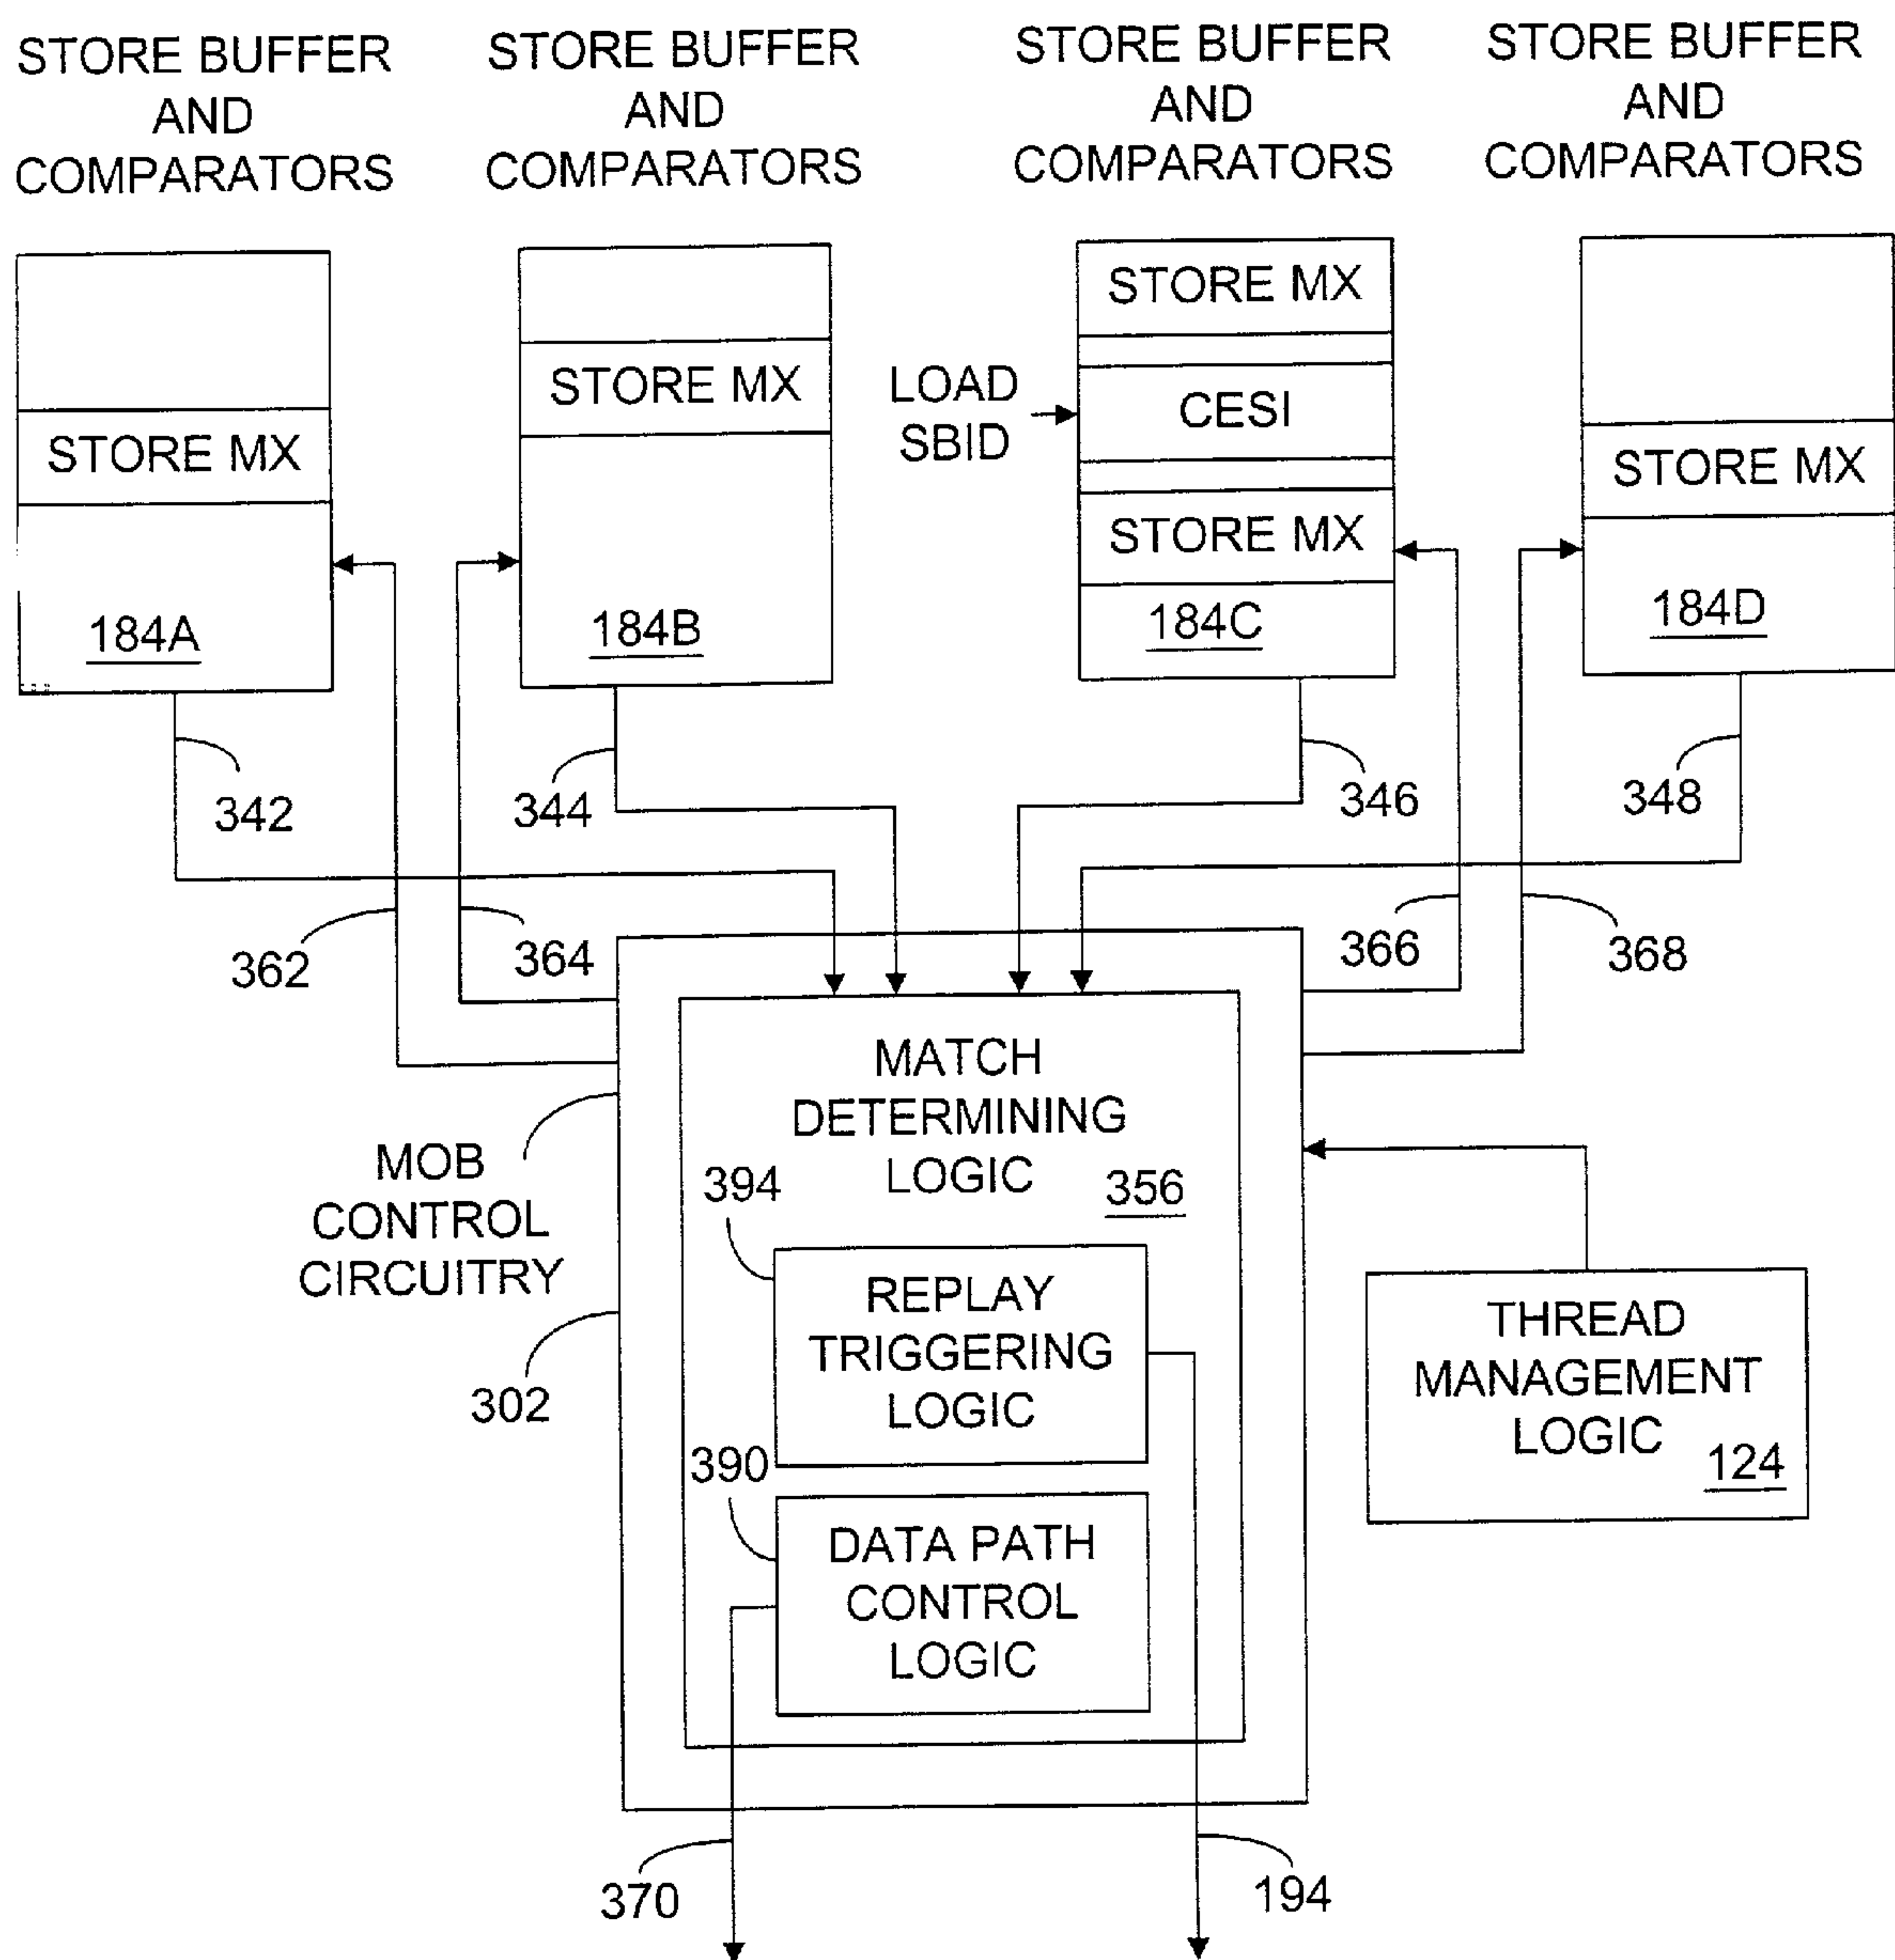 STORE BUFFER
AND
COMPARATORS
STORE BUFFER
AND
COMPARATORS
STORE BUFFER
AND
COMPARATORS
STORE BUFFER
AND
COMPARATORS
STORE MX
184A
STORE MX
184B
LOAD
SBID
STORE MX
CESI
STORE MX
184C
STORE MX
184D
342
344
346
348
362
364
366
368
MATCH
DETERMINING
LOGIC
356
MOB
CONTROL
CIRCUITRY
302
394
REPLAY
TRIGGERING
LOGIC
390
DATA PATH
CONTROL
LOGIC
THREAD
MANAGEMENT
LOGIC
124
370
194